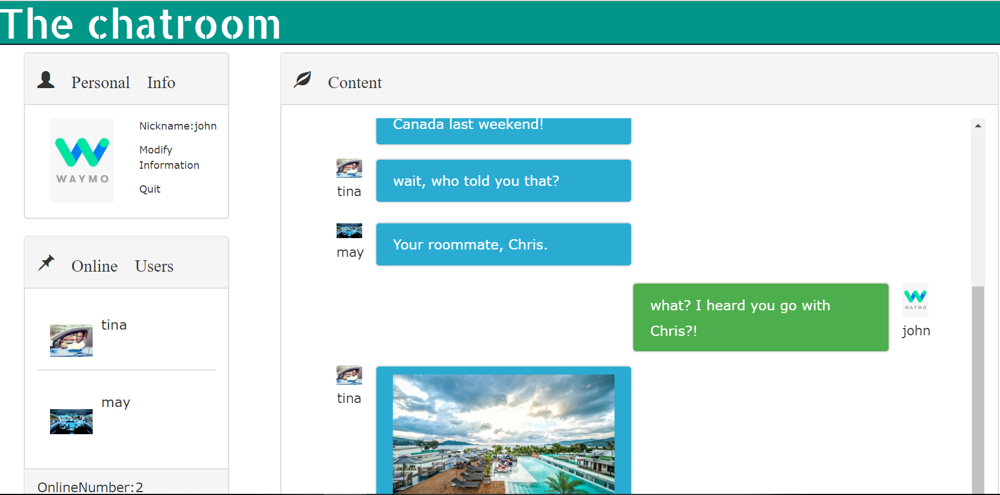 The chatroom
Personal Info
WAYMO
Nickname:john
Modify
Information
Quit
Online Users
tina
may
OnlineNumber:2
Content
Canada last weekend!
tina
wait, who told you that?
may
Your roommate, Chris.
what? I heard you go with
Chris?!
WAYMO
john
tina